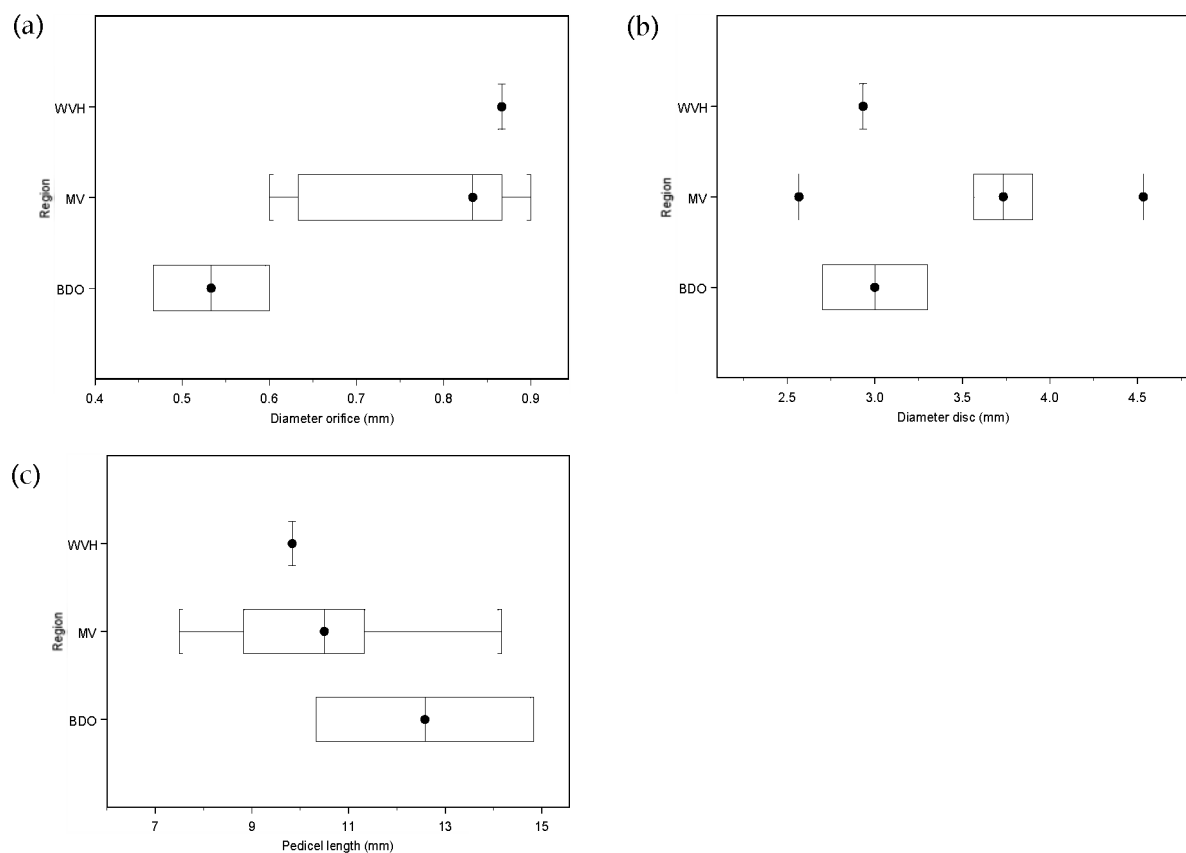 (a)
WVH
MV
BDO
Region
0.4 0.5 0.6 0.7 0.8 0.9
Diameter orifice (mm)
(b)
WVH
MV
BDO
Region
2.5 3.0 3.5 4.0 4.5
Diameter disc (mm)
(c)
WVH
MV
BDO
Region
7 9 11 13 15
Pedicel length (mm)